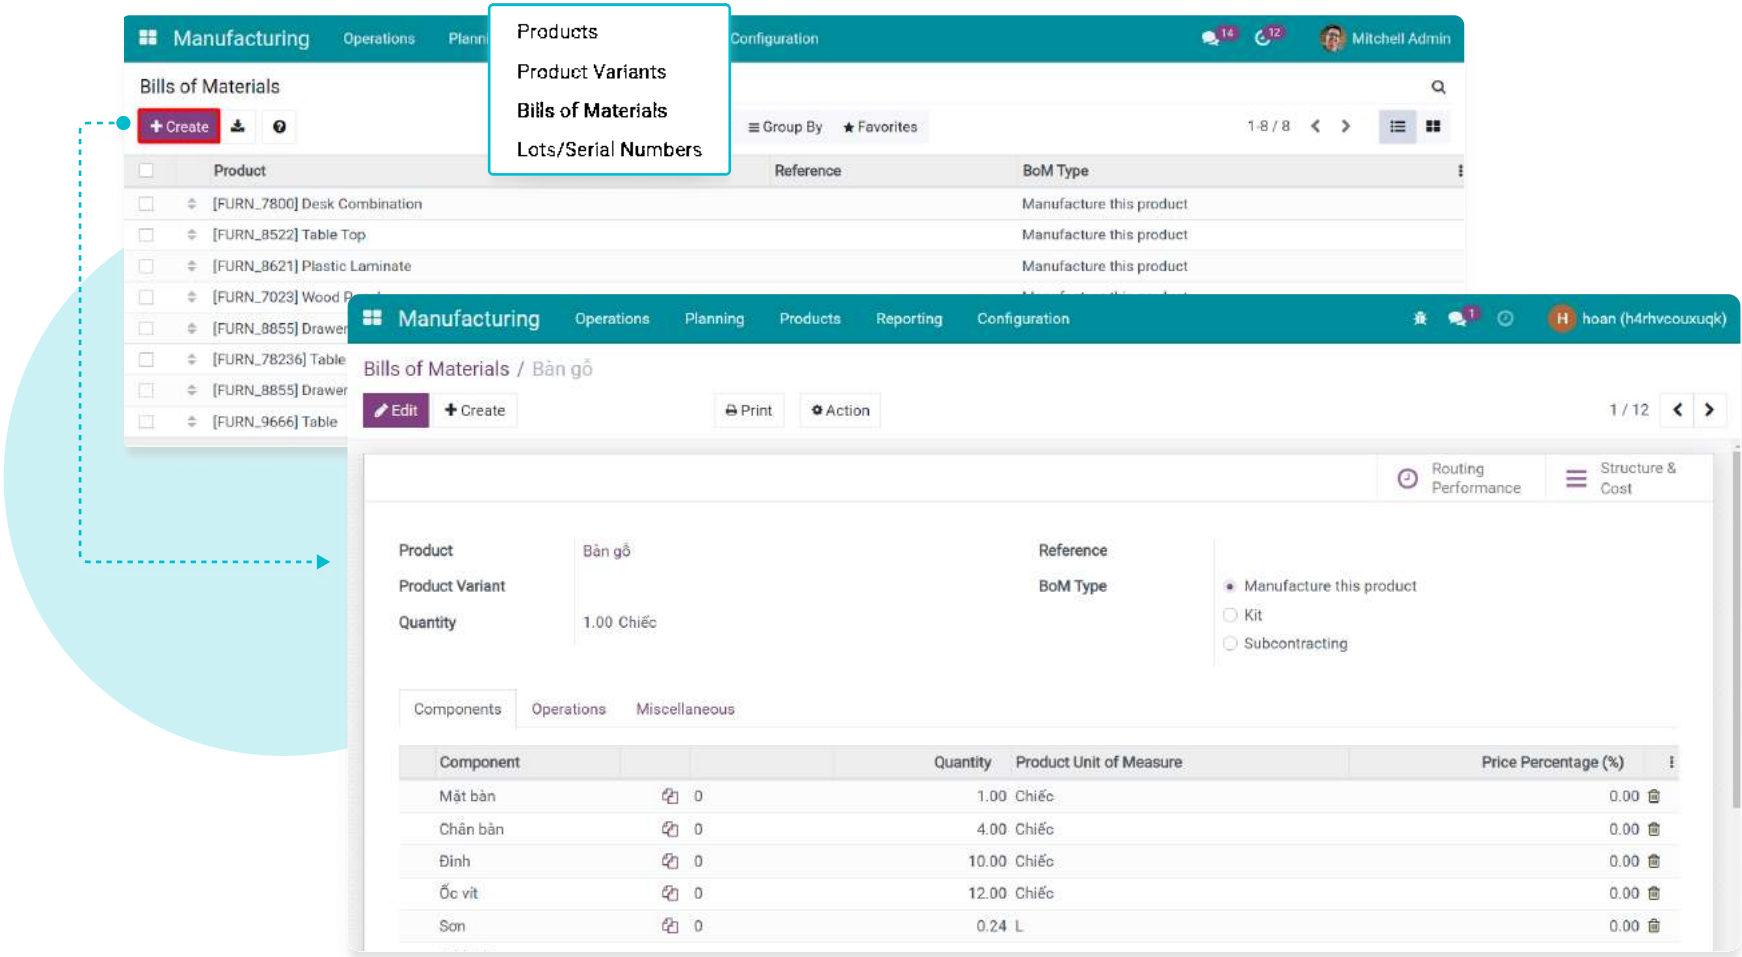 Manufacturing Operations Configuration 14 12 Mitchell Admin
Products
Product Variants
Bills of Materials
Lots/Serial Numbers
Bills of Materials
Create Group By Favorites 1-8 / 8
Product Reference BoM Type
[FURN_7800] Desk Combination Manufacture this product
[FURN_8522] Table Top Manufacture this product
[FURN_8621] Plastic Laminate Manufacture this product
[FURN_7023] Wood
[FURN_8855] Drawer
[FURN_78236] Table
[FURN_8855] Drawer
[FURN_9666] Table
Manufacturing Operations Planning Products Reporting Configuration 1 H hoan (h4rhvcouxuqk)
Bills of Materials / Bàn gỗ
Edit Create Print Action 1 / 12
Routing Performance
Structure & Cost
Product Bàn gỗ Reference
Product Variant BoM Type Manufacture this product
Kit
Quantity 1.00 Chiếc
Subcontracting
Components Operations Miscellaneous
Component Quantity Product Unit of Measure Price Percentage (%)
Mặt bàn 0 1.00 Chiếc 0.00
Chân bàn 0 4.00 Chiếc 0.00
Đinh 0 10.00 Chiếc 0.00
Ốc vít 0 12.00 Chiếc 0.00
Sơn 0 0.24 L 0.00